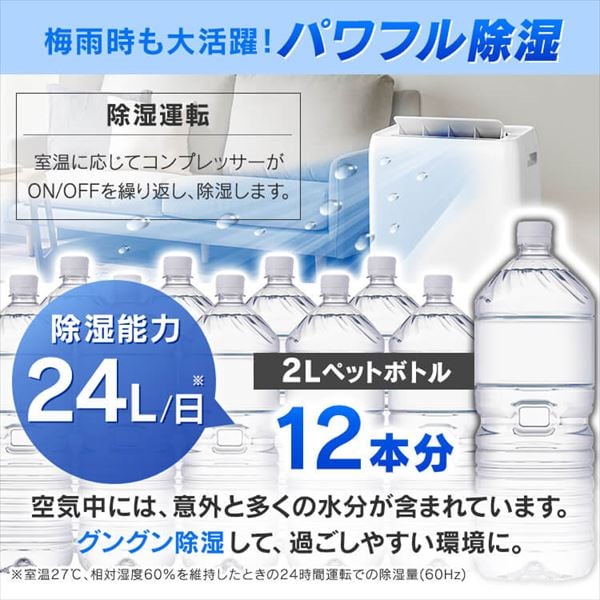 梅雨時も大活躍!パワフル除湿
除湿運転
室温に応じてコンプレッサーが
ON/OFFを繰り返し、除湿します。
除湿能力
24L/日※
2Lペットボトル
12本分
空気中には、意外と多くの水分が含まれています。
グングン除湿して、過ごしやすい環境に。
※室温27℃、相対湿度60%を維持したときの24時間運転での除湿量(60Hz)